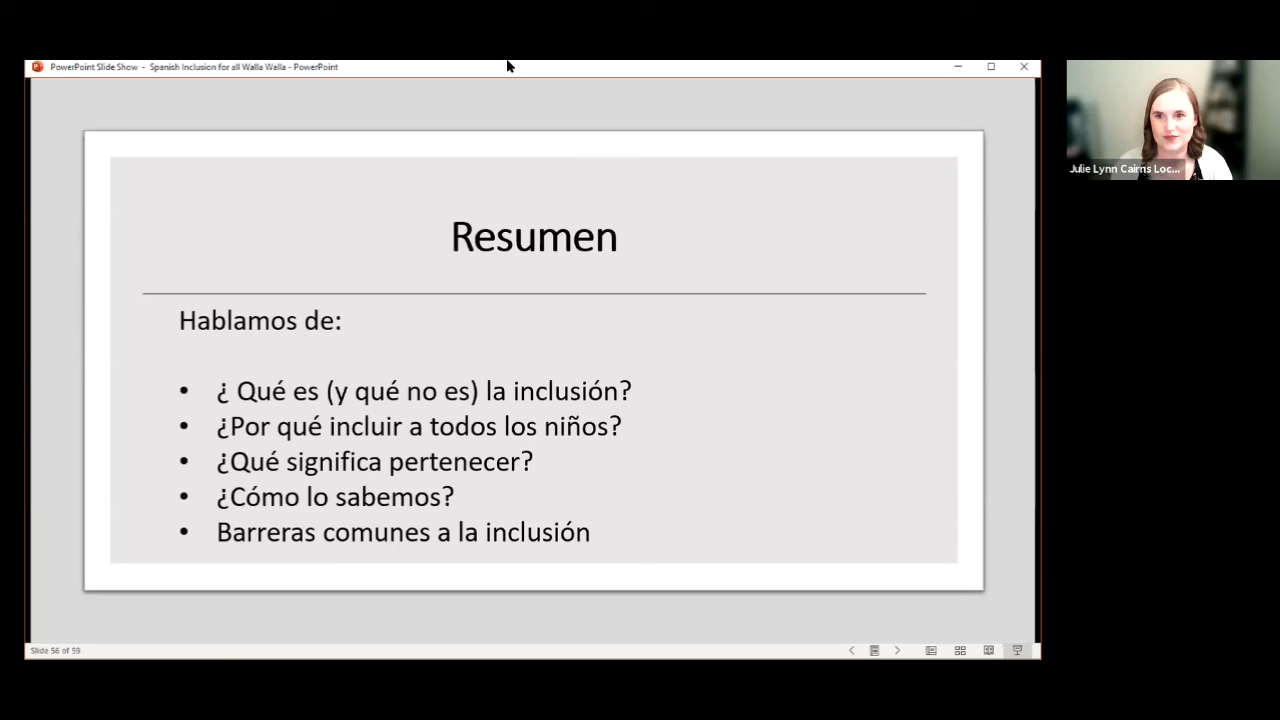 PowerPoint Slide Show - Spanish Inclusion for all Walla Walla - PowerPoint
Julie Lynn Cairns Loc...
Resumen
Hablamos de:
• ¿ Qué es (y qué no es) la inclusión?
• ¿Por qué incluir a todos los niños?
• ¿Qué significa pertenecer?
• ¿Cómo lo sabemos?
• Barreras comunes a la inclusión
Slide 56 of 59